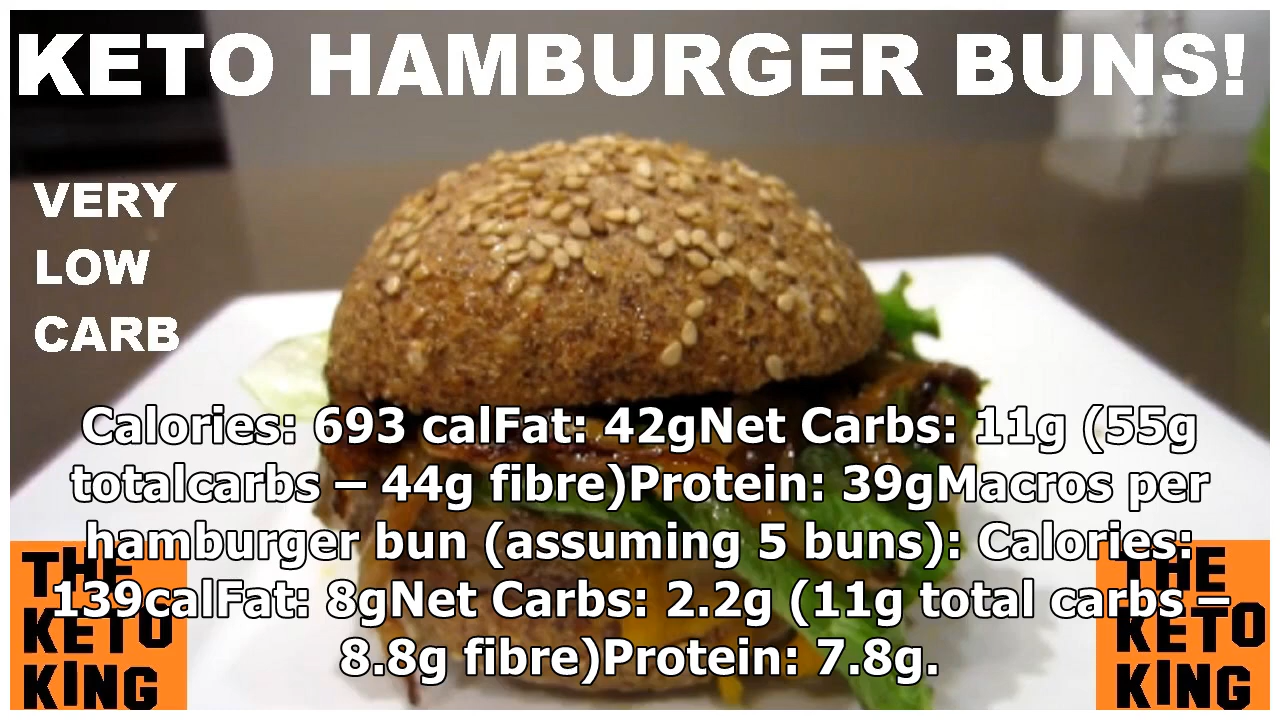 KETO HAMBURGER BUNS!
VERY
LOW
CARB
Calories: 693 calFat: 42gNet Carbs: 11g (55g
totalcarbs – 44g fibre)Protein: 39gMacros per
hamburger bun (assuming 5 buns): Calories:
139calFat: 8gNet Carbs: 2.2g (11g total carbs –
8.8g fibre)Protein: 7.8g.
THE
KETO
KING
THE
KETO
KING